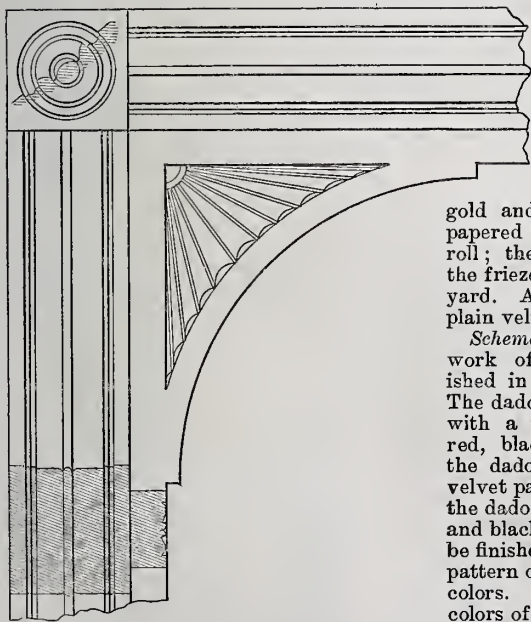 gold and
papered
roll; the
the frieze
yard. A
plain vel
Scheme
work of
ished in
The dado
with a
red, blac
the dado
velvet pa
the dado
and black
be finishe
pattern o
colors.
colors of